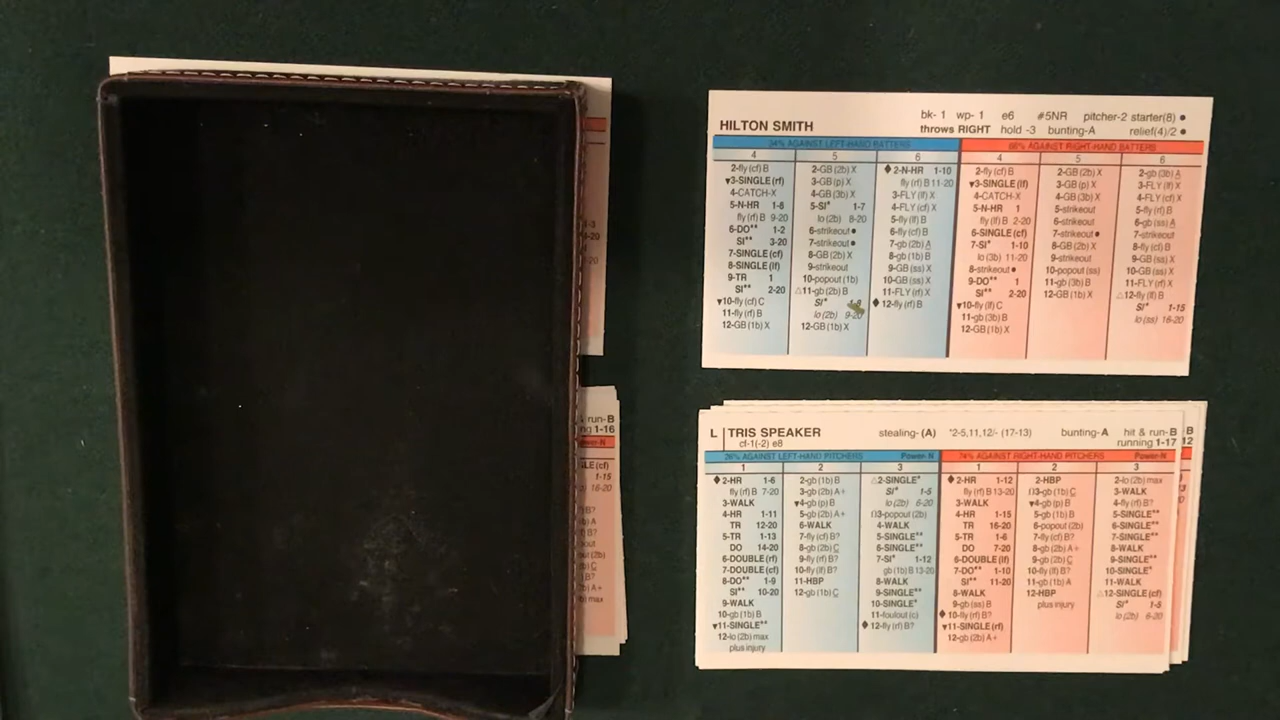 HILTON SMITH
bk- 1 wp- 1 e6 #5NR pitcher-2 starter(8) ●
throws RIGHT hold -3 bunting-A relief(4)/2 ●
34% AGAINST LEFT-HAND BATTERS
4
2-fly (cf) B
▼3-SINGLE (rf)
4-CATCH-X
5-N-HR 1-8
fly (rf) B 9-20
6-DO** 1-2
SI** 3-20
7-SINGLE (cf)
8-SINGLE (lf)
9-TR 1
SI** 2-20
▼10-fly (cf) C
11-fly (rf) B
12-GB (1b) X
5
2-GB (2b) X
3-GB (p) X
4-GB (3b) X
5-SI* 1-7
lo (2b) 8-20
6-strikeout●
7-strikeout●
8-GB (2b) X
9-strikeout
10-popout (1b)
△11-gb (2b) B
SI*
lo (2b) 9-20
12-GB (1b) X
6
♦2-N-HR 1-10
fly (rf) B 11-20
3-FLY (lf) X
4-FLY (cf) X
5-fly (lf) B
6-fly (cf) B
7-gb (2b) A
8-gb (1b) B
9-GB (ss) X
10-GB (ss) X
11-FLY (rf) X
♦12-fly (rf) B
66% AGAINST RIGHT-HAND BATTERS
4
2-fly (cf) B
▼3-SINGLE (lf)
4-CATCH-X
5-N-HR 1
fly (lf) B 2-20
6-SINGLE (cf)
7-SI* 1-10
lo (3b) 11-20
8-strikeout●
9-DO** 1
SI** 2-20
▼10-fly (lf) C
11-gb (3b) B
12-GB (1b) X
5
2-GB (2b) X
3-GB (p) X
4-GB (3b) X
5-strikeout
6-strikeout
7-strikeout●
8-GB (2b) X
9-strikeout
10-popout (ss)
11-gb (3b) B
12-GB (1b) X
6
2-gb (3b) A
3-FLY (lf) X
4-FLY (cf) X
5-fly (rf) B
6-gb (ss) A
7-strikeout
8-fly (cf) B
9-GB (ss) X
10-GB (ss) X
11-FLY (rf) X
△12-fly (lf) B
SI* 1-15
lo (ss) 16-20
L TRIS SPEAKER stealing- (A) *2-5,11,12/- (17-13) bunting-A hit & run-B
cf-1(-2) e8 running 1-17
26% AGAINST LEFT-HAND PITCHERS Power-N
1
♦2-HR 1-6
fly (rf) B 7-20
3-WALK
4-HR 1-11
TR 12-20
5-TR 1-13
DO 14-20
6-DOUBLE (rf)
7-DOUBLE (cf)
8-DO** 1-9
SI** 10-20
9-WALK
10-gb (1b) B
▼11-SINGLE**
12-lo (2b) max
plus injury
2
2-gb (1b) B
3-gb (2b) A+
▼4-gb (p) B
5-gb (2b) A+
6-WALK
7-fly (cf) B?
8-gb (2b) C
9-fly (rf) B?
10-fly (lf) B?
11-HBP
12-gb (1b) C
3
△2-SINGLE*
SI* 1-5
lo (2b) 6-20
3-popout (2b)
4-WALK
5-SINGLE**
6-SINGLE**
7-SI* 1-12
gb (1b) B 13-20
8-WALK
9-SINGLE**
10-SINGLE*
11-foulout (c)
♦12-fly (rf) B?
74% AGAINST RIGHT-HAND PITCHERS Power-N
1
♦2-HR 1-12
fly (rf) B 13-20
3-WALK
4-HR 1-15
TR 16-20
5-TR 1-6
DO 7-20
6-DOUBLE (lf)
7-DO** 1-10
SI** 11-20
8-WALK
9-gb (ss) B
♦10-fly (rf) B?
▼11-SINGLE (rf)
12-gb (2b) A+
2
2-HBP
3-gb (1b) C
▼4-gb (p) B
5-gb (1b) B
6-popout (2b)
7-fly (cf) B?
8-gb (2b) A+
9-gb (2b) C
10-fly (lf) B?
11-gb (1b) A
12-HBP
plus injury
3
2-lo (2b) max
3-WALK
4-fly (rf) B?
5-SINGLE**
6-SINGLE**
7-SINGLE**
8-WALK
9-SINGLE**
10-SINGLE*
11-WALK
△12-SINGLE (cf)
SI* 1-5
lo (2b) 6-20